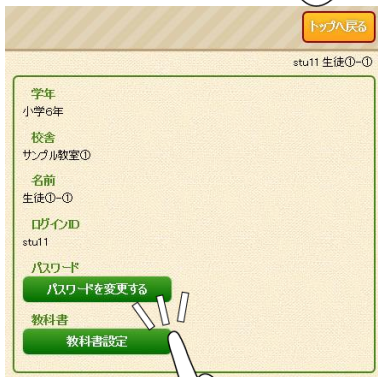 トップへ戻る
stu11 生徒①-①
学年
小学6年
校舎
サンプル教室①
名前
生徒①-①
ログインID
stu11
パスワード
パスワードを変更する
教科書
教科書設定